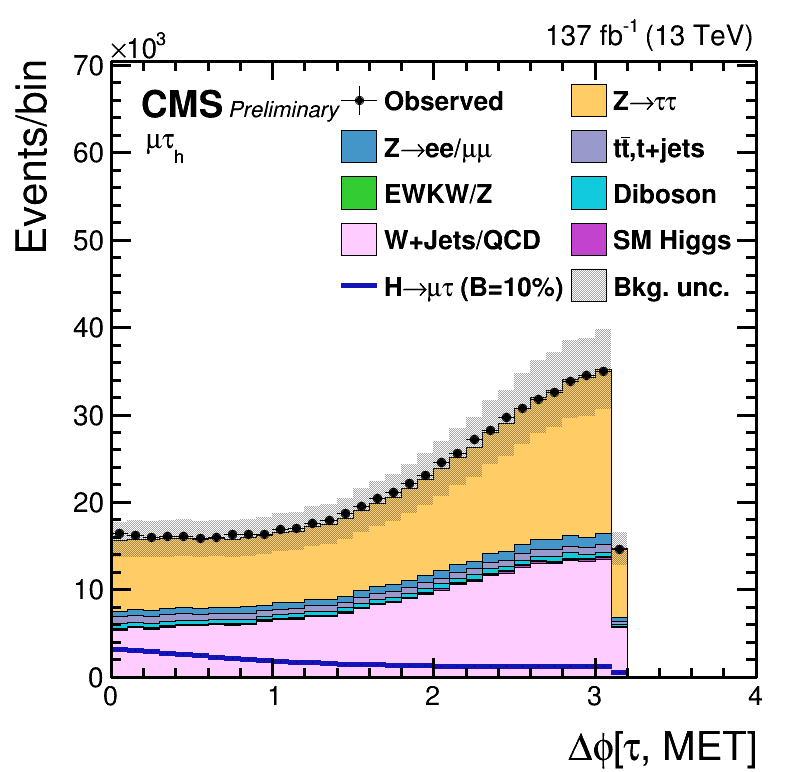 137 fb⁻¹ (13 TeV)
×10³
Events/bin
70
60
50
40
30
20
10
0
CMS Preliminary
μτₕ
Observed
Z→ττ
Z→ee/μμ
tt̄,t+jets
EWKW/Z
Diboson
W+Jets/QCD
SM Higgs
H→μτ (B=10%)
Bkg. unc.
0 1 2 3 4
Δϕ[τ, MET]